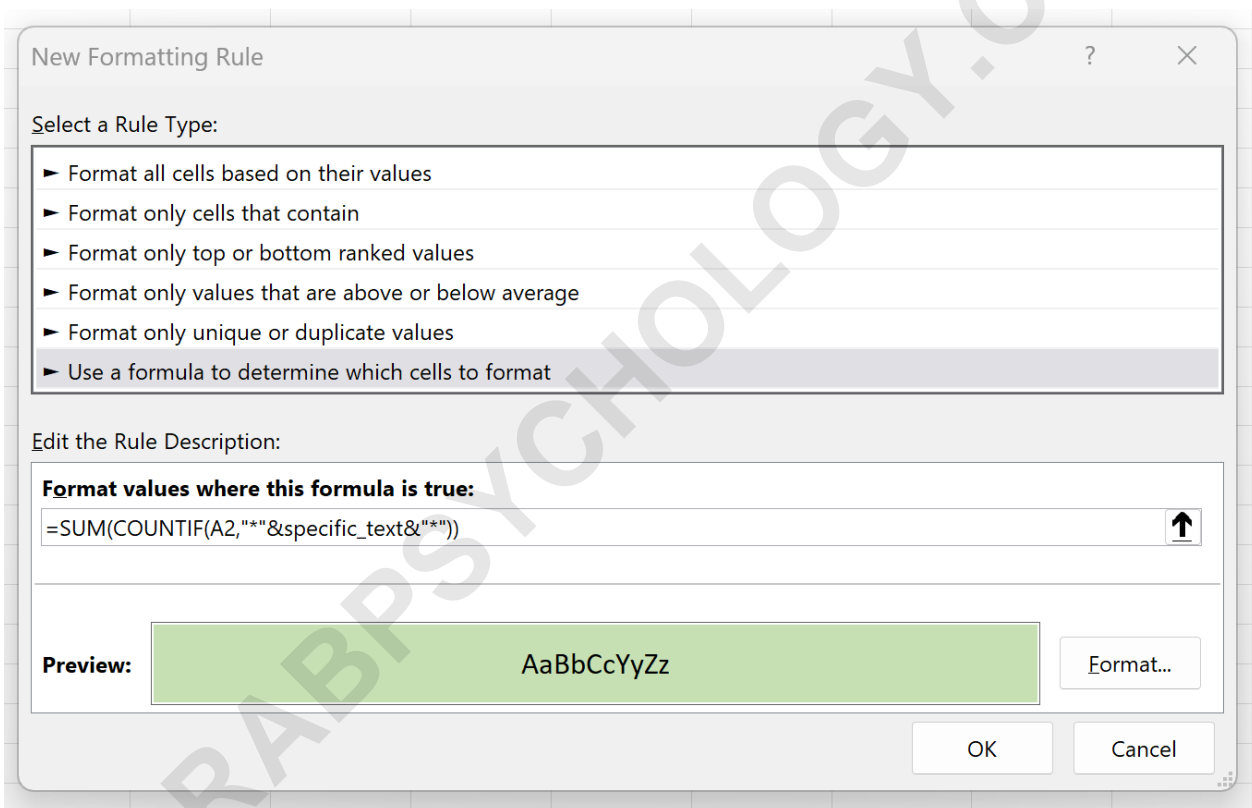 New Formatting Rule
?
Select a Rule Type:
► Format all cells based on their values
► Format only cells that contain
► Format only top or bottom ranked values
► Format only values that are above or below average
► Format only unique or duplicate values
► Use a formula to determine which cells to format
Edit the Rule Description:
Format values where this formula is true:
=SUM(COUNTIF(A2,"*"&specific_text&"*"))
Preview:
AaBbCcYyZz
Format...
OK
Cancel